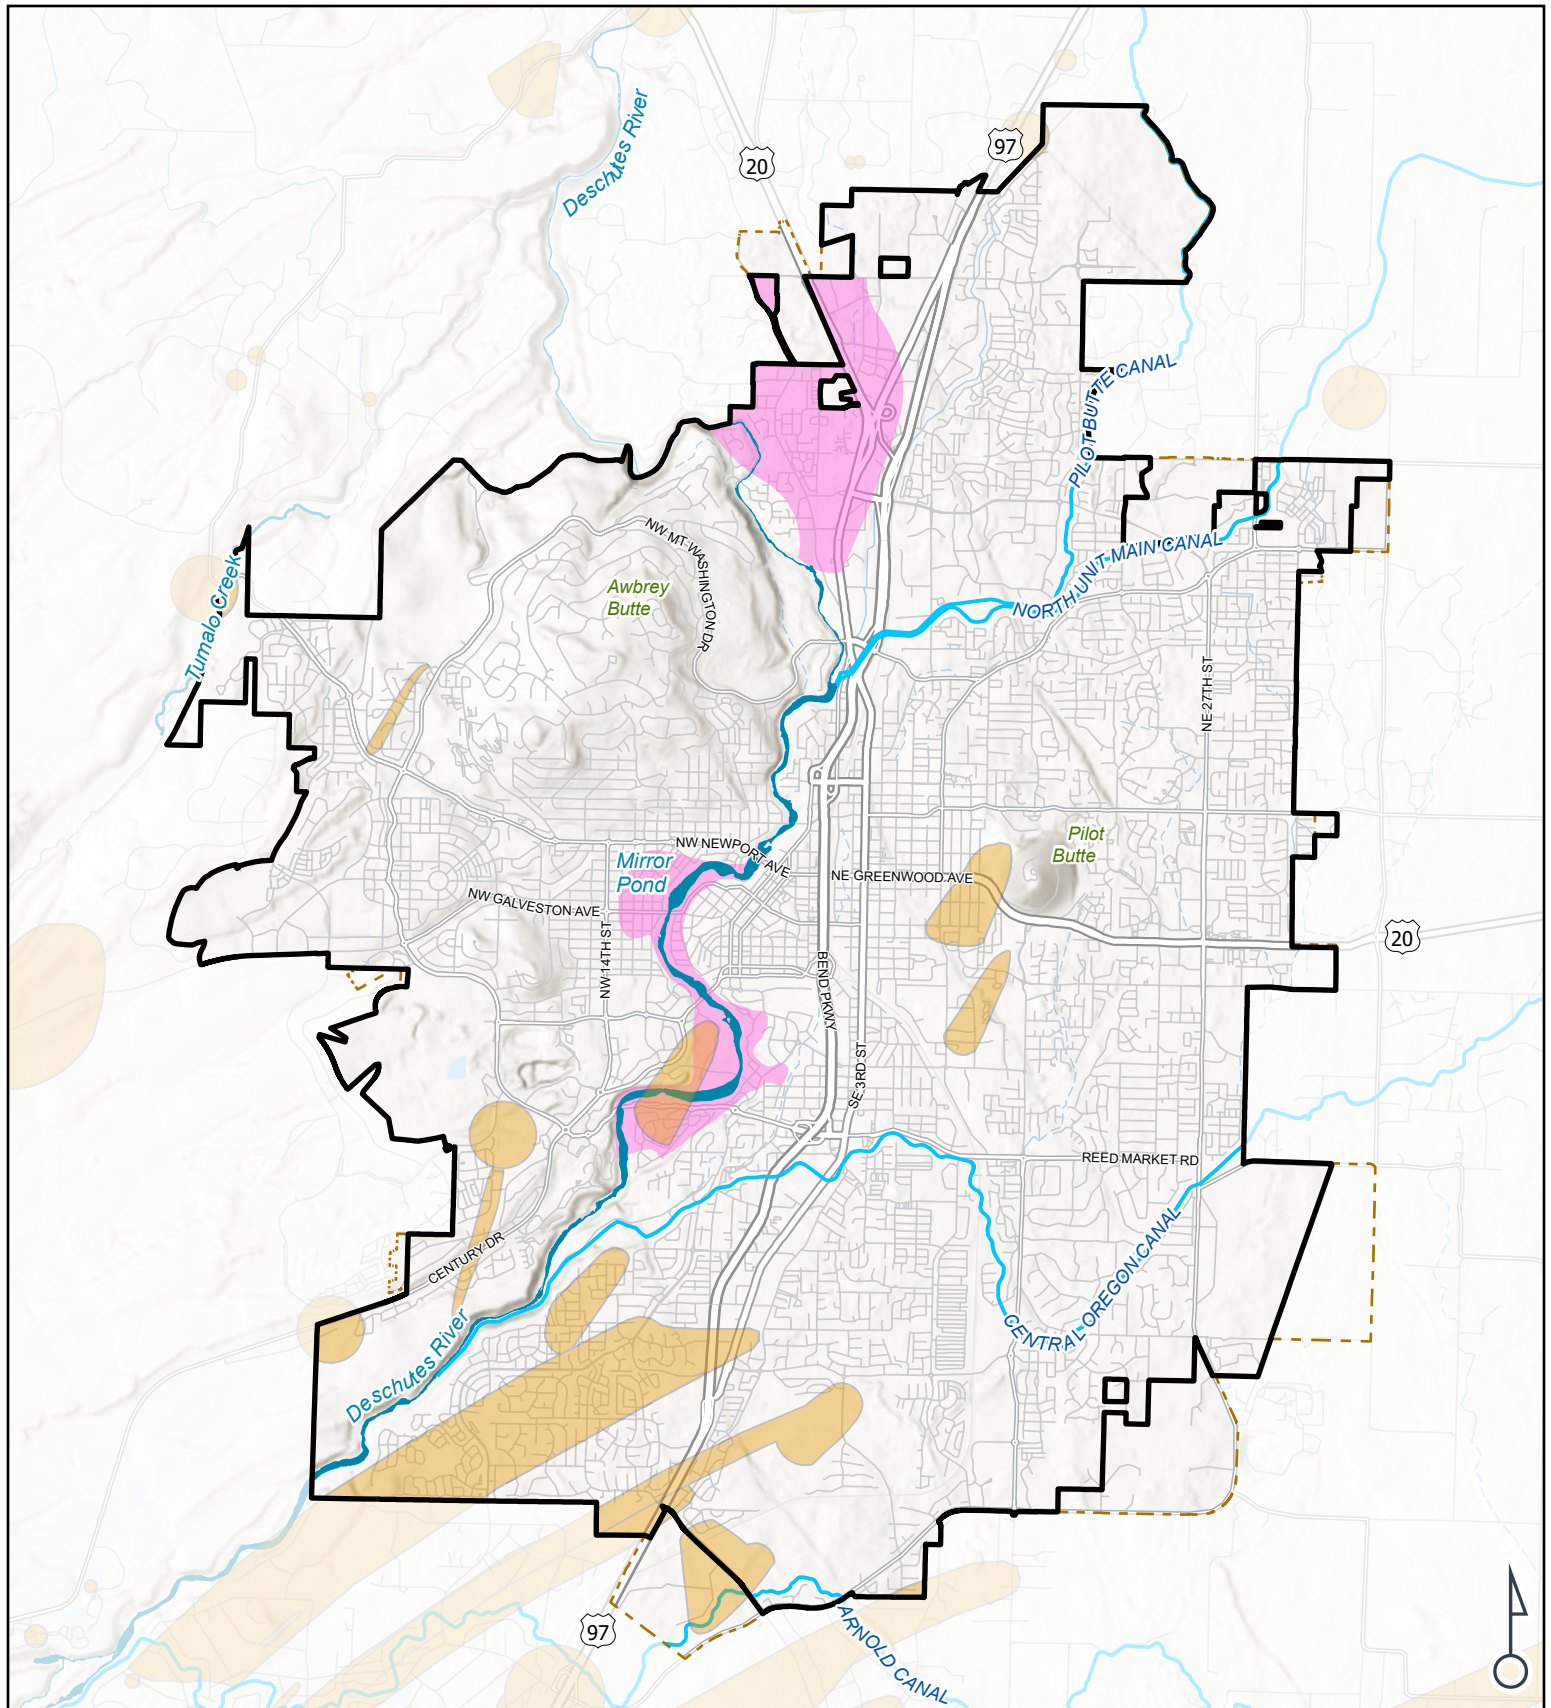 Deschutes River
20
97
PILOT BUTTE CANAL
NORTH UNIT MAIN CANAL
NW MT WASHINGTON DR
Awbrey
Butte
Tumalo Creek
NE 27TH ST
Pilot
Butte
NW NEWPORT AVE
Mirror
Pond
NE GREENWOOD AVE
NW GALVESTON AVE
NW 14TH ST
20
BEND PKWY
SE 3RD ST
REED MARKET RD
CENTURY DR
CENTRAL OREGON CANAL
Deschutes River
97
ARNOLD CANAL